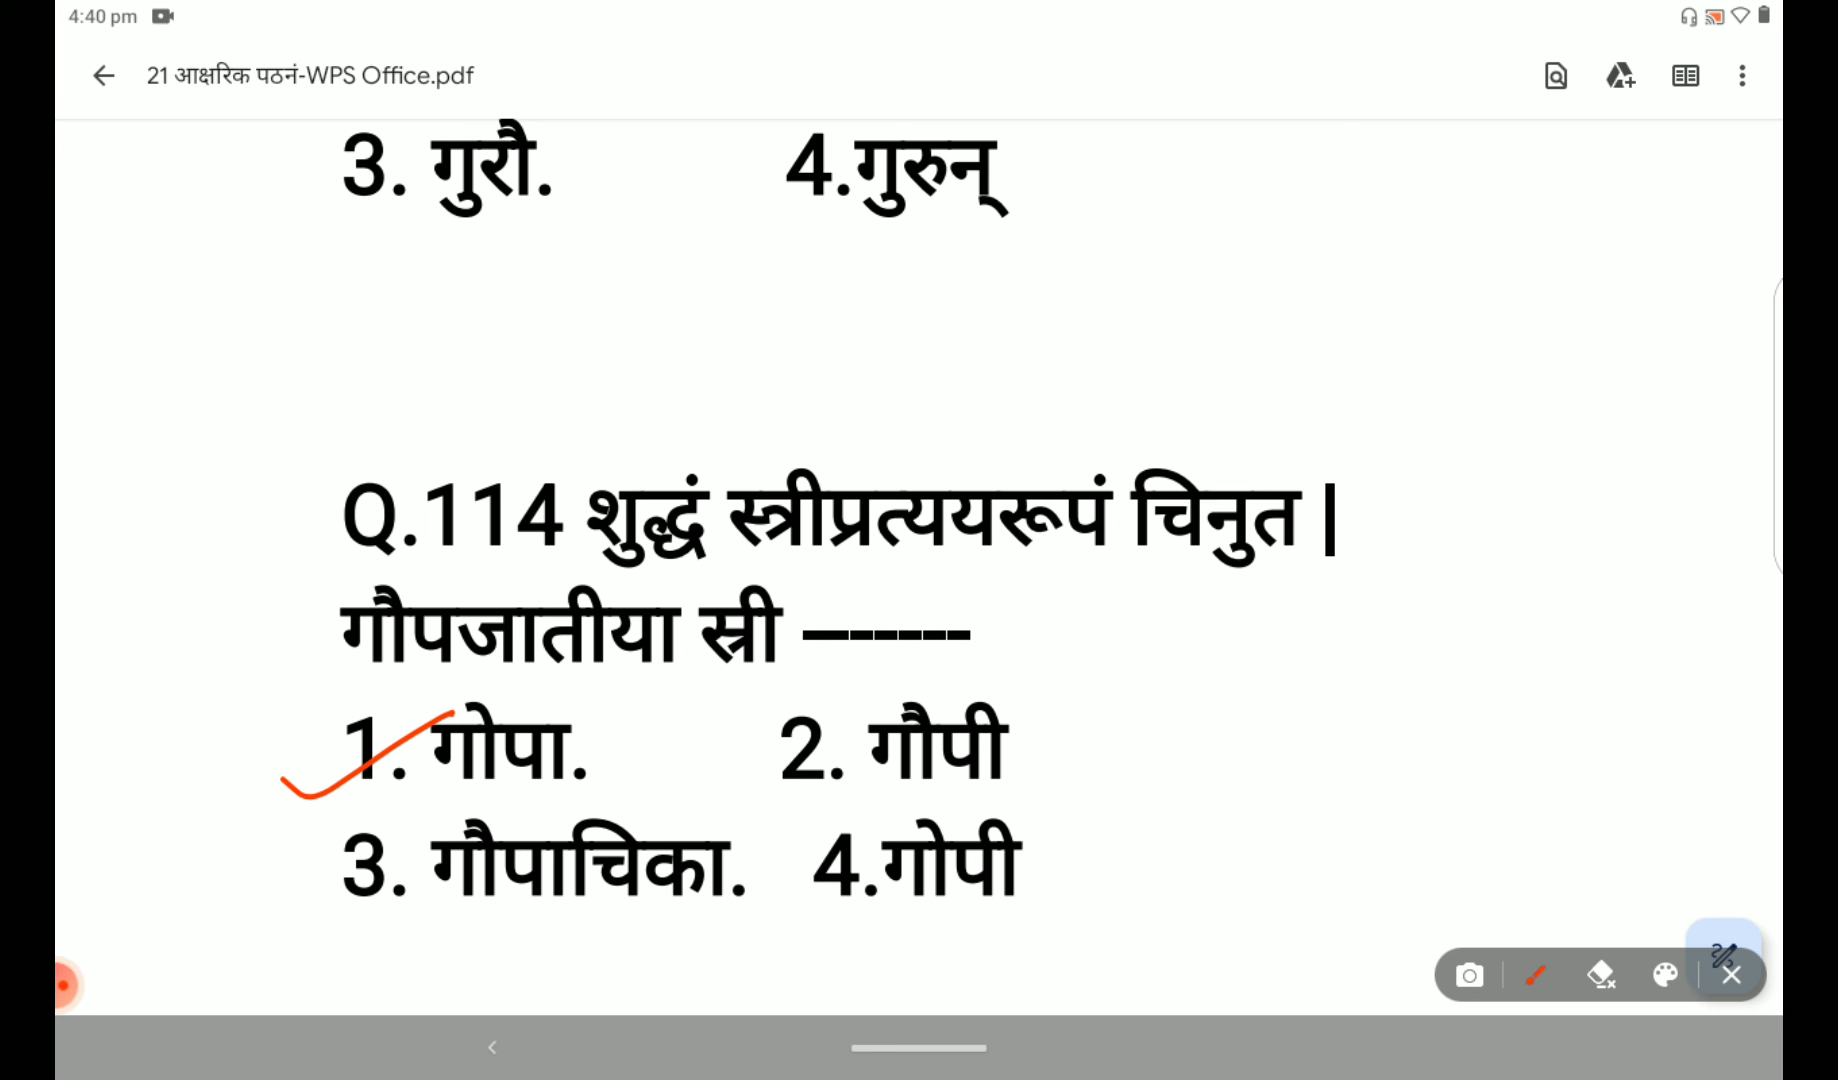 4:40 pm
21 आक्षरिक पठनं-WPS Office.pdf
3. गुरौ. 4.गुरुन्
Q.114 शुद्धं स्त्रीप्रत्ययरूपं चिनुत |
गौपजातीया स्री –------
1. गोपा. 2. गौपी
3. गौपाचिका. 4.गोपी